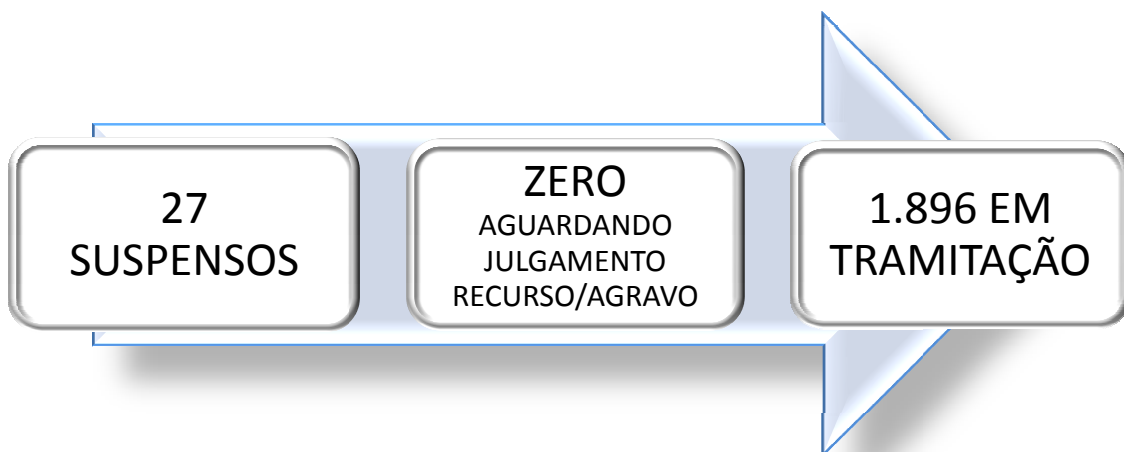 27
SUSPENSOS
ZERO
AGUARDANDO
JULGAMENTO
RECURSO/AGRAVO
1.896 EM
TRAMITAÇÃO